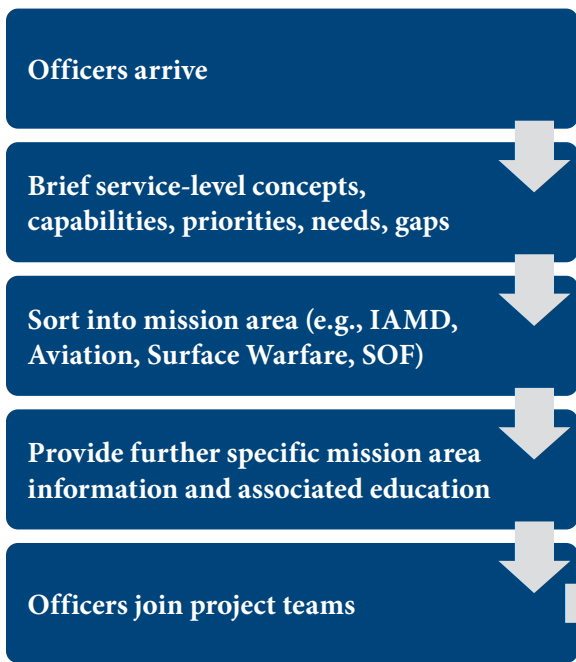 Officers arrive
Brief service-level concepts,
capabilities, priorities, needs, gaps
Sort into mission area (e.g., IAMD,
Aviation, Surface Warfare, SOF)
Provide further specific mission area
information and associated education
Officers join project teams